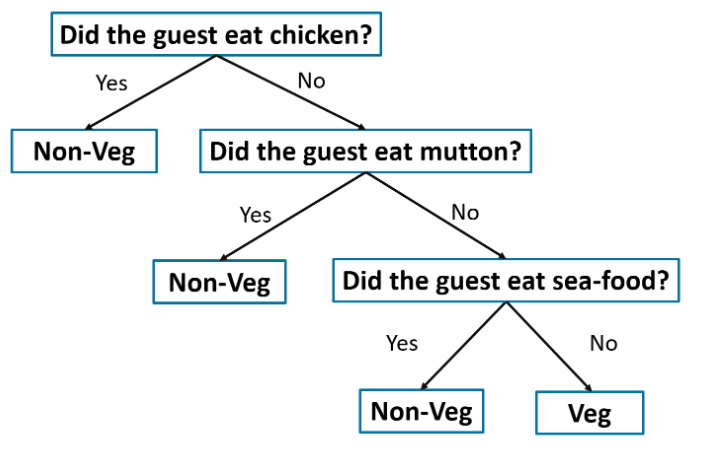 Did the guest eat chicken?
Yes
No
Non-Veg
Did the guest eat mutton?
Yes
No
Non-Veg
Did the guest eat sea-food?
Yes
No
Non-Veg
Veg